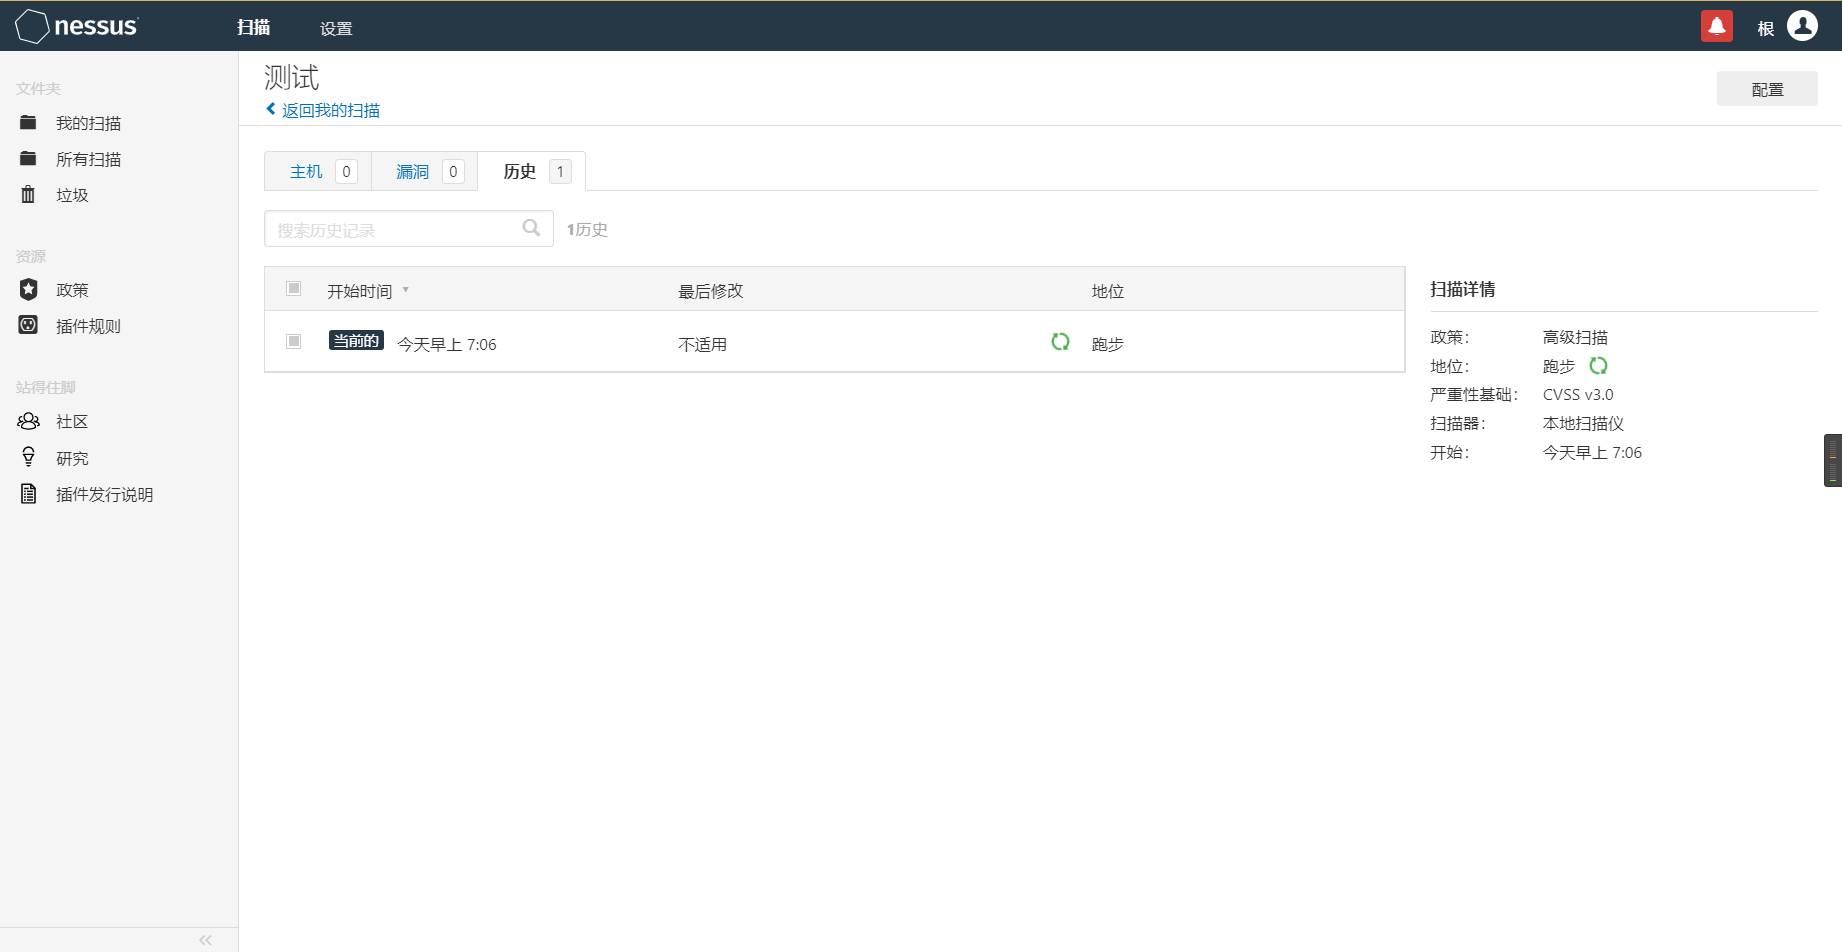 nessus
扫描
设置
根
文件夹
我的扫描
所有扫描
垃圾
资源
政策
插件规则
站得住脚
社区
研究
插件发行说明
测试
返回我的扫描
配置
主机 0
漏洞 0
历史 1
搜索历史记录
1历史
开始时间 最后修改 地位
当前的 今天早上 7:06 不适用 跑步
扫描详情
政策： 高级扫描
地位： 跑步
严重性基础： CVSS v3.0
扫描器： 本地扫描仪
开始： 今天早上 7:06